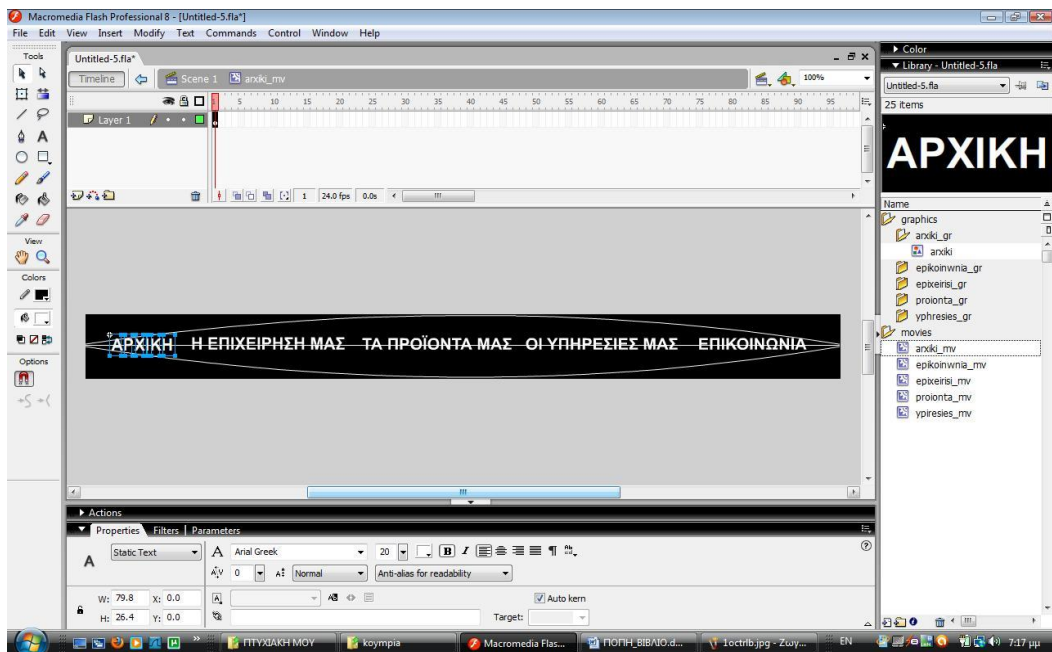 Macromedia Flash Professional 8 - [Untitled-5.fla*]
File Edit View Insert Modify Text Commands Control Window Help
Tools
View
Colors
Options
Untitled-5.fla*
Timeline Scene 1 arxiki_mv 100%
5 10 15 20 25 30 35 40 45 50 55 60 65 70 75 80 85 90 95
Layer 1
1 24.0 fps 0.0s
ΑΡΧΙΚΗ Η ΕΠΙΧΕΙΡΗΣΗ ΜΑΣ ΤΑ ΠΡΟΪΟΝΤΑ ΜΑΣ ΟΙ ΥΠΗΡΕΣΙΕΣ ΜΑΣ ΕΠΙΚΟΙΝΩΝΙΑ
Actions
Properties Filters Parameters
Static Text A Arial Greek 20 B I
A
A/V 0 Normal Anti-alias for readability
W: 79.8 X: 0.0 Auto kern
H: 26.4 Y: 0.0 Target:
Color
Library - Untitled-5.fla
Untitled-5.fla
25 items
ΑΡΧΙΚΗ
Name
graphics
arxiki_gr
arxiki
epikoinwnia_gr
epixeirisi_gr
proionta_gr
yphresies_gr
movies
arxiki_mv
epikoinwnia_mv
epixeirisi_mv
proionta_mv
ypiresies_mv
ΠΤΥΧΙΑΚΗ ΜΟΥ koympia Macromedia Flas... ΠΟΠΗ_ΒΙΒΛΙΟ.d... 1octrlb.jpg - Ζωγ... EN 7:17 μμ